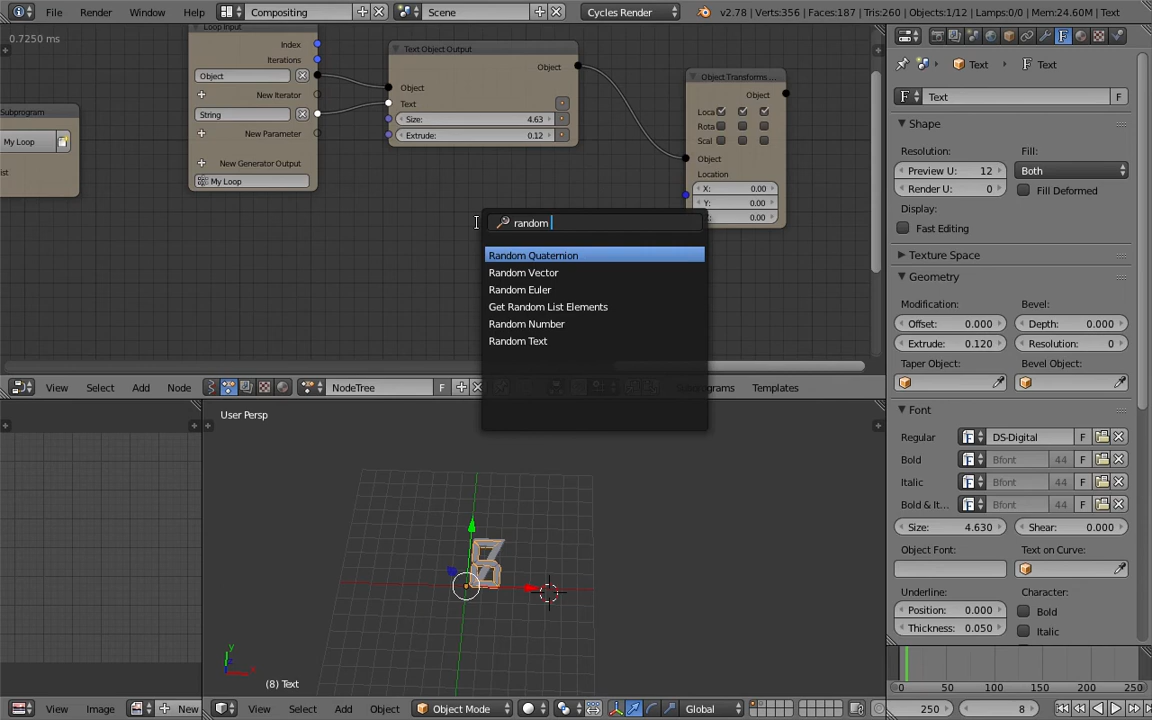 File Render Window Help Compositing Scene Cycles Render v2.78 | Verts:356 | Faces:187 | Tris:260 | Objects:1/12 | Lamps:0/0 | Mem:24.60M | Text
0.7250 ms
Loop Input
Index
Iterations
Object
New Iterator
String
New Parameter
New Generator Output
My Loop
Subprogram
My Loop
ist
Text Object Output
Object
Object
Text
Size: 4.63
Extrude: 0.12
Object Transforms ...
Object
Loca
Rota
Scal
Object
Location
X: 0.00
Y: 0.00
0.00
random
Random Quaternion
Random Vector
Random Euler
Get Random List Elements
Random Number
Random Text
View Select Add Node NodeTree F Subprograms Templates
User Persp
8
y
x
(8) Text
View Image New View Select Add Object Object Mode Global
Text Text
Text F
Shape
Resolution: Fill:
Preview U: 12 Both
Render U: 0 Fill Deformed
Display:
Fast Editing
Texture Space
Geometry
Modification: Bevel:
Offset: 0.000 Depth: 0.000
Extrude: 0.120 Resolution: 0
Taper Object: Bevel Object:
Font
Regular DS-Digital F
Bold Bfont 44 F
Italic Bfont 44 F
Bold & It... Bfont 44 F
Size: 4.630 Shear: 0.000
Object Font: Text on Curve:
Underline: Character:
Position: 0.000 Bold
Thickness: 0.050 Italic
0 50 100 150 200 250
250 8